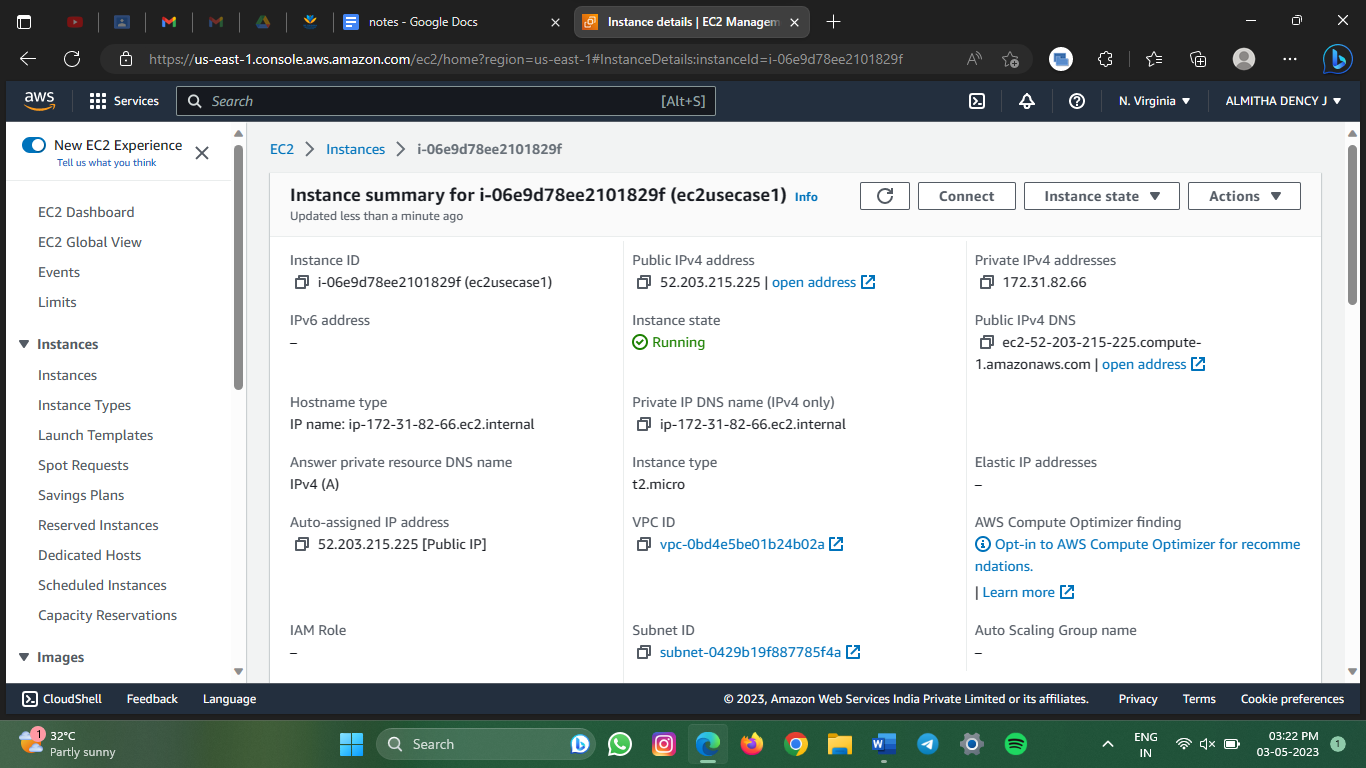 notes - Google Docs
Instance details | EC2 Managem
https://us-east-1.console.aws.amazon.com/ec2/home?region=us-east-1#InstanceDetails:instanceId=i-06e9d78ee2101829f
aws
Services
Search
[Alt+S]
N. Virginia
ALMITHA DENCY J
New EC2 Experience
Tell us what you think
EC2 Dashboard
EC2 Global View
Events
Limits
Instances
Instances
Instance Types
Launch Templates
Spot Requests
Savings Plans
Reserved Instances
Dedicated Hosts
Scheduled Instances
Capacity Reservations
Images
EC2 > Instances > i-06e9d78ee2101829f
Instance summary for i-06e9d78ee2101829f (ec2usecase1) Info
Updated less than a minute ago
Connect
Instance state
Actions
Instance ID
i-06e9d78ee2101829f (ec2usecase1)
Public IPv4 address
52.203.215.225 | open address
Private IPv4 addresses
172.31.82.66
IPv6 address
–
Instance state
Running
Public IPv4 DNS
ec2-52-203-215-225.compute-
1.amazonaws.com | open address
Hostname type
IP name: ip-172-31-82-66.ec2.internal
Private IP DNS name (IPv4 only)
ip-172-31-82-66.ec2.internal
Answer private resource DNS name
IPv4 (A)
Instance type
t2.micro
Elastic IP addresses
–
Auto-assigned IP address
52.203.215.225 [Public IP]
VPC ID
vpc-0bd4e5be01b24b02a
AWS Compute Optimizer finding
Opt-in to AWS Compute Optimizer for recomme
ndations.
| Learn more
IAM Role
–
Subnet ID
subnet-0429b19f887785f4a
Auto Scaling Group name
–
CloudShell
Feedback
Language
© 2023, Amazon Web Services India Private Limited or its affiliates.
Privacy
Terms
Cookie preferences
1
32°C
Partly sunny
Search
ENG
IN
03:22 PM
03-05-2023
1